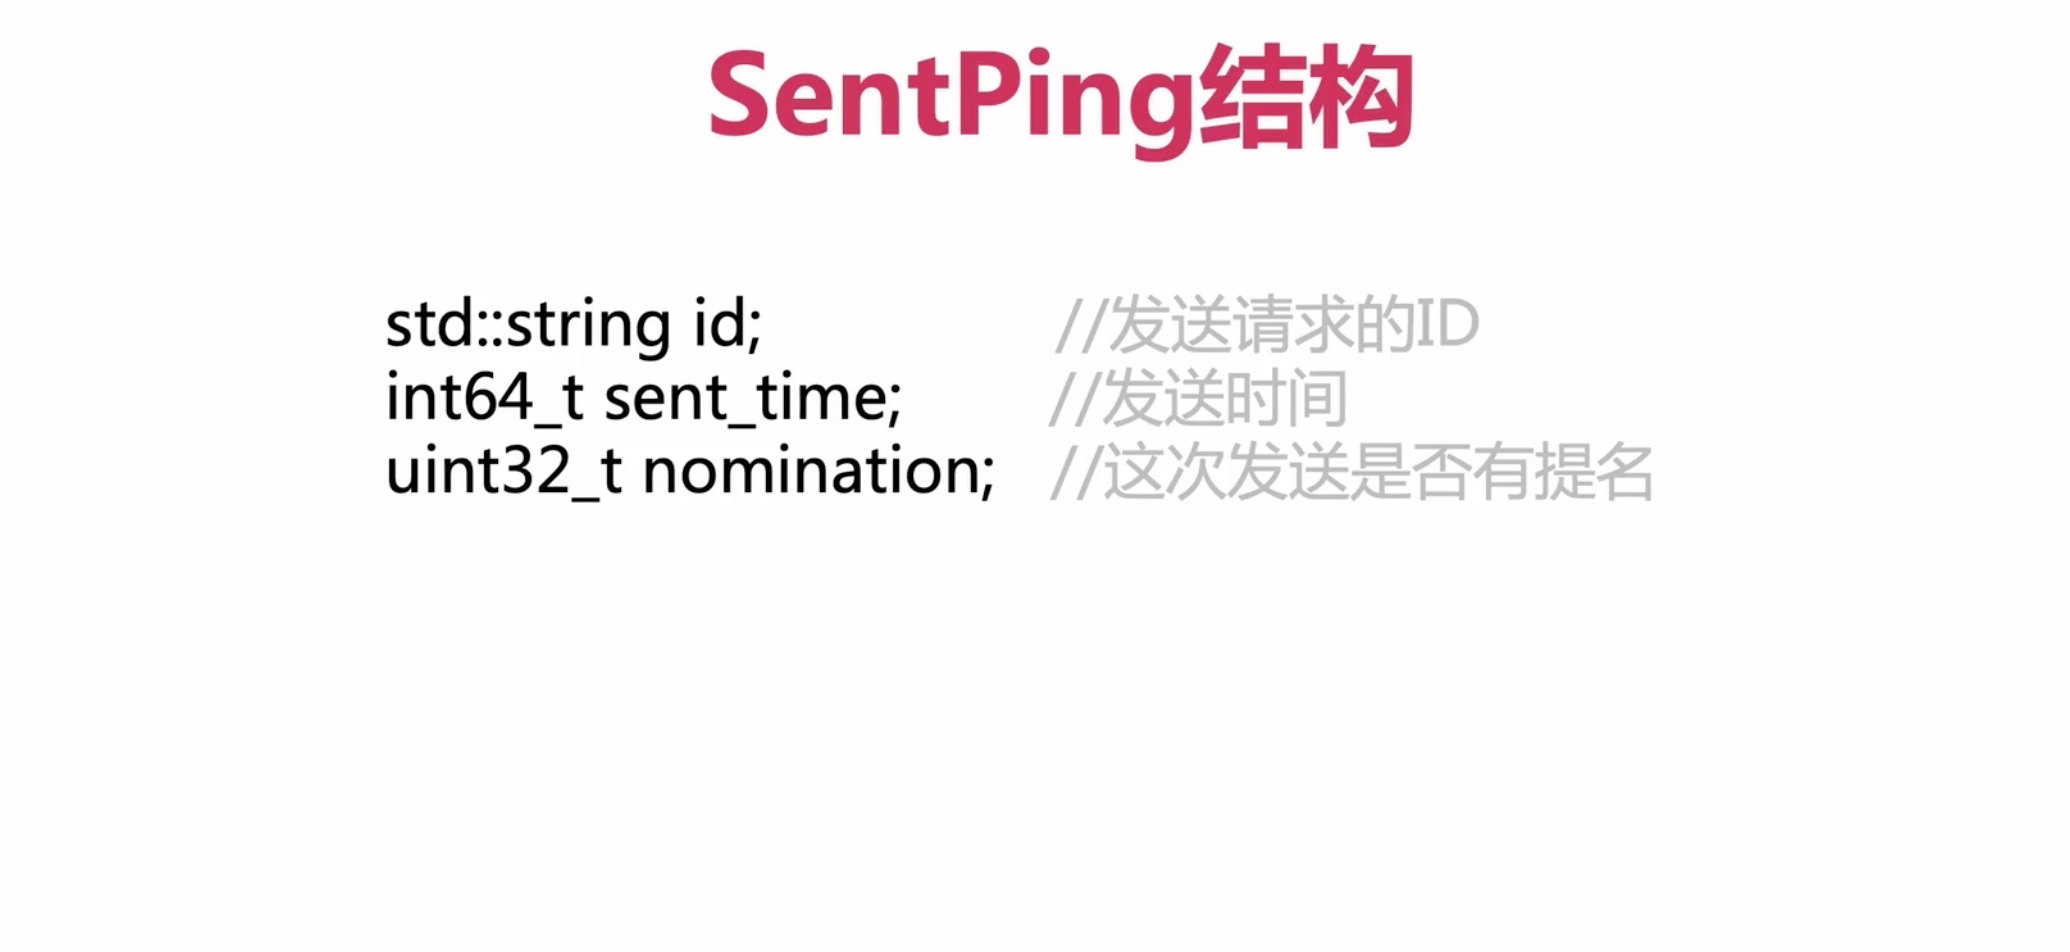 SentPing结构
std::string id; //发送请求的ID
int64_t sent_time; //发送时间
uint32_t nomination; //这次发送是否有提名